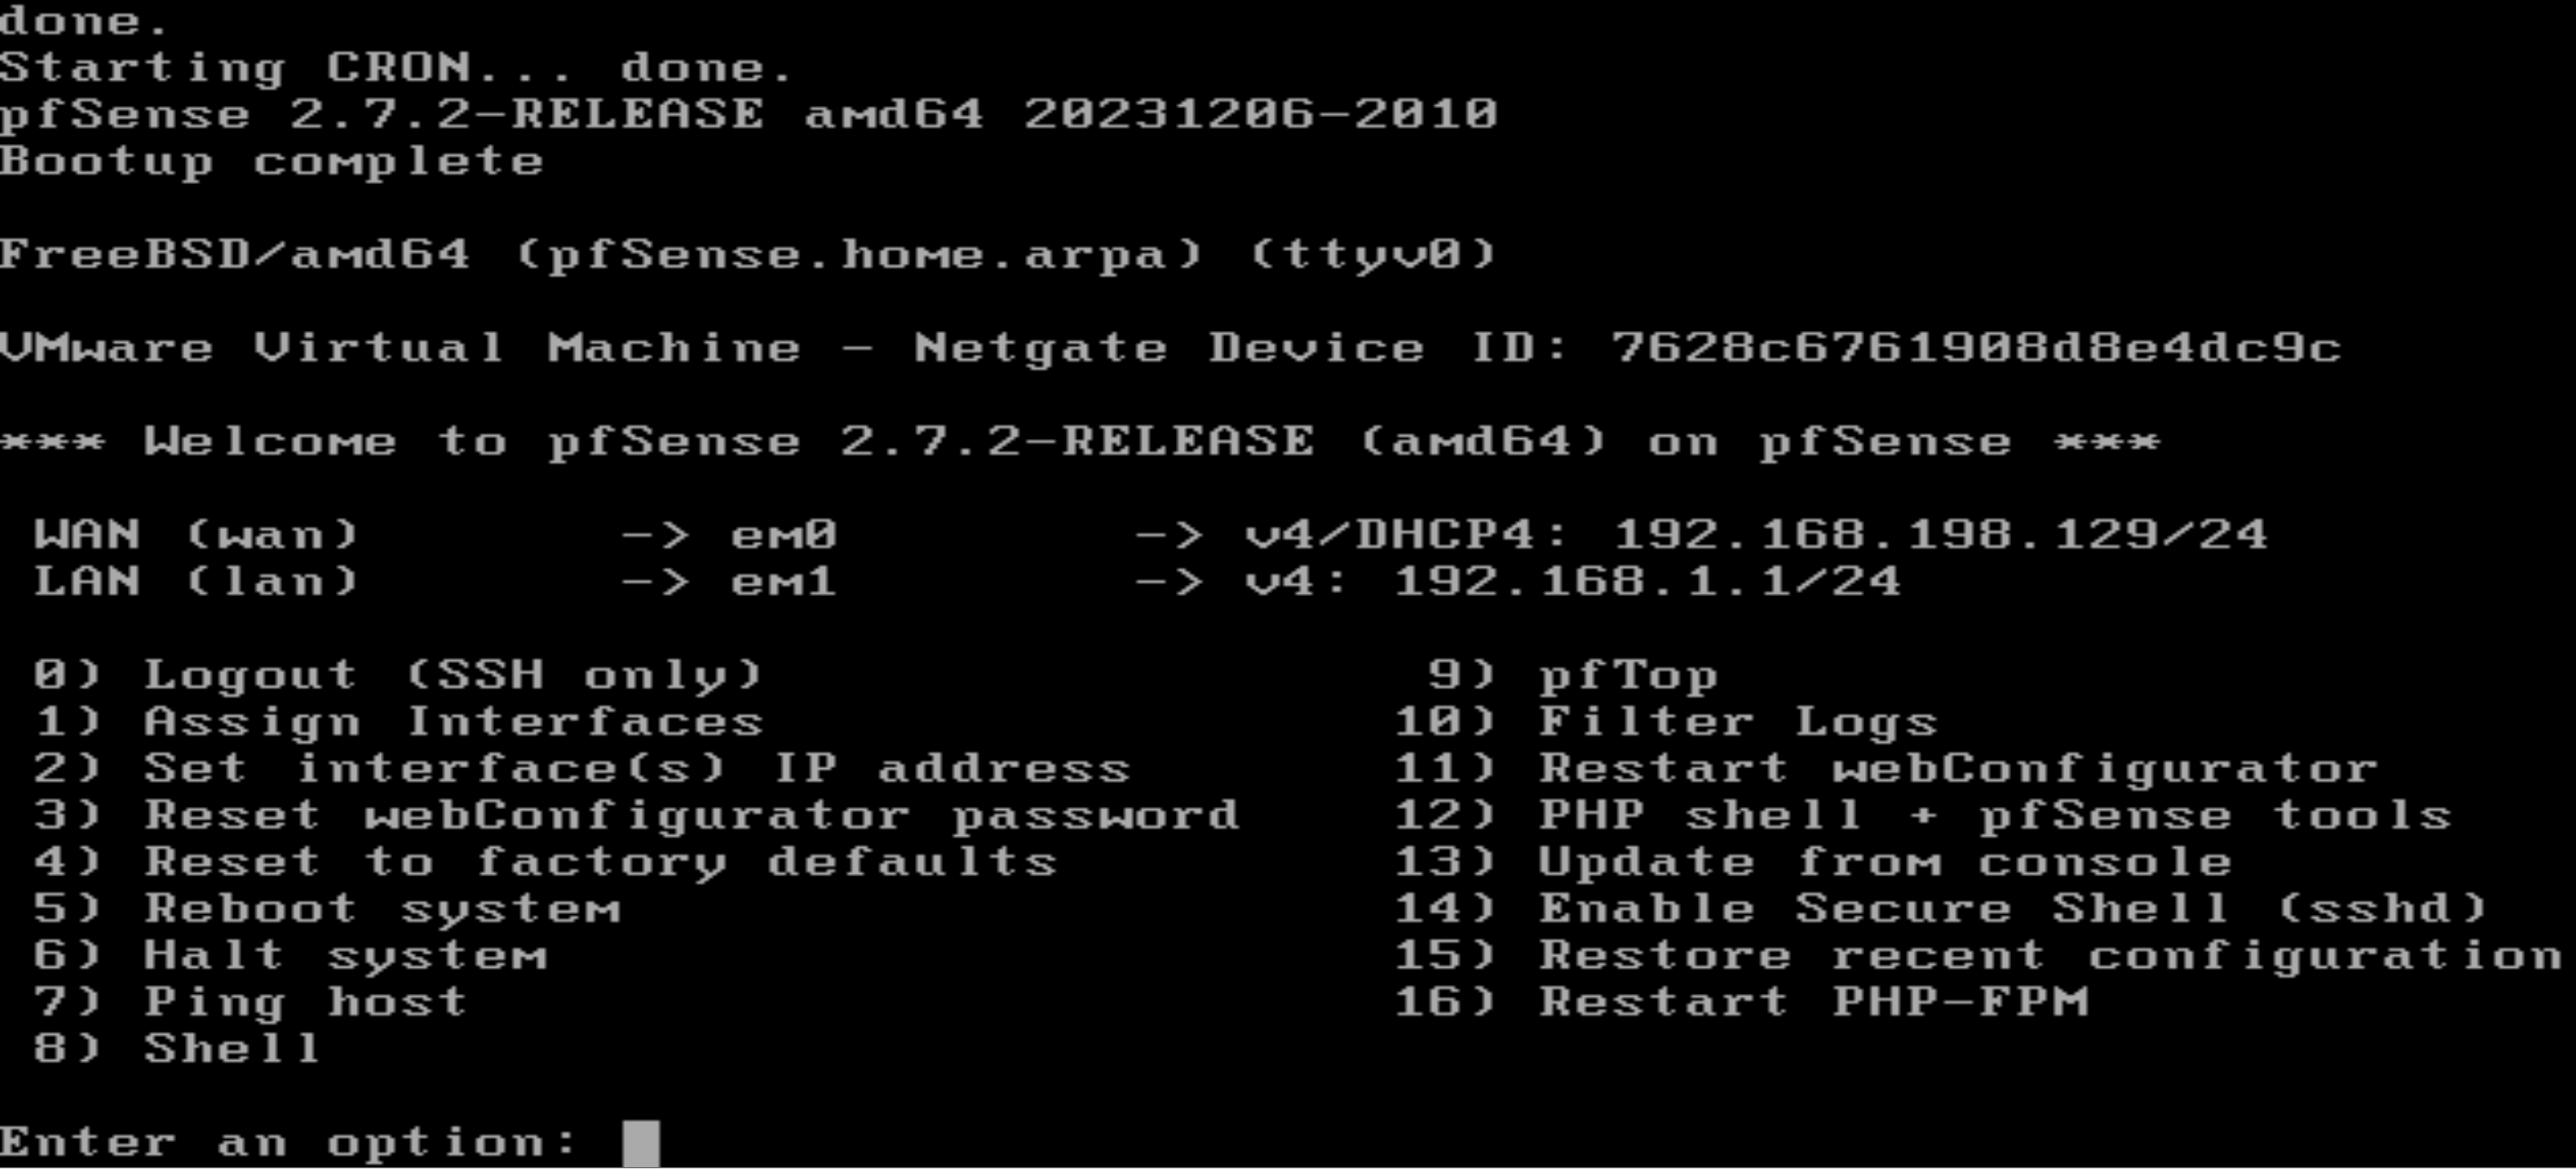 done.
Starting CRON... done.
pfSense 2.7.2-RELEASE amd64 20231206-2010
Bootup complete
FreeBSD/amd64 (pfSense.home.arpa) (ttyv0)
VMware Virtual Machine - Netgate Device ID: 7628c6761908d8e4dc9c
*** Welcome to pfSense 2.7.2-RELEASE (amd64) on pfSense ***
WAN (wan) -> em0 -> v4/DHCP4: 192.168.198.129/24
LAN (lan) -> em1 -> v4: 192.168.1.1/24
0) Logout (SSH only) 9) pfTop
1) Assign Interfaces 10) Filter Logs
2) Set interface(s) IP address 11) Restart webConfigurator
3) Reset webConfigurator password 12) PHP shell + pfSense tools
4) Reset to factory defaults 13) Update from console
5) Reboot system 14) Enable Secure Shell (sshd)
6) Halt system 15) Restore recent configuration
7) Ping host 16) Restart PHP-FPM
8) Shell
Enter an option: